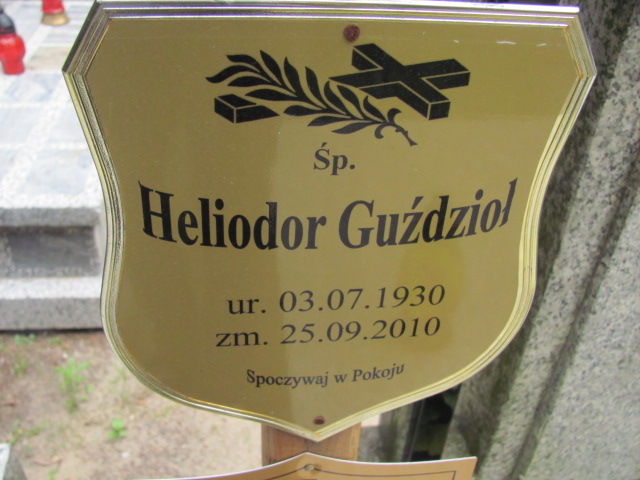 Śp.
Heliodor Guździoł
ur. 03.07.1930
zm. 25.09.2010
Spoczywaj w Pokoju